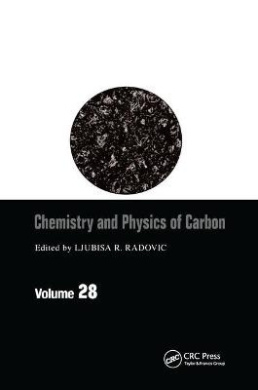 Chemistry and Physics of Carbon
Edited by LJUBISA R. RADOVIC
Volume 28
CRC Press
Taylor & Francis Group